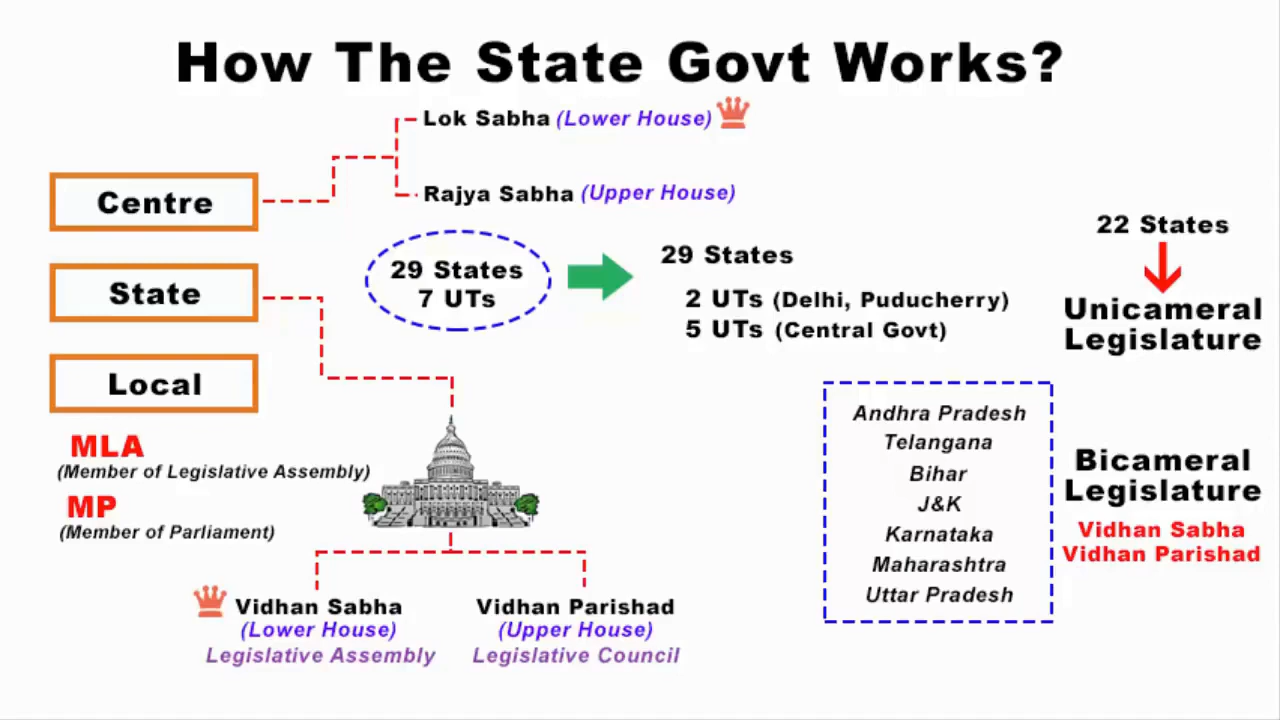 How The State Govt Works?
Lok Sabha (Lower House)
Rajya Sabha (Upper House)
Centre
State
Local
29 States
7 UTs
29 States
2 UTs (Delhi, Puducherry)
5 UTs (Central Govt)
22 States
Unicameral
Legislature
MLA
(Member of Legislative Assembly)
MP
(Member of Parliament)
Andhra Pradesh
Telangana
Bihar
J&K
Karnataka
Maharashtra
Uttar Pradesh
Bicameral
Legislature
Vidhan Sabha
Vidhan Parishad
Vidhan Sabha
(Lower House)
Legislative Assembly
Vidhan Parishad
(Upper House)
Legislative Council